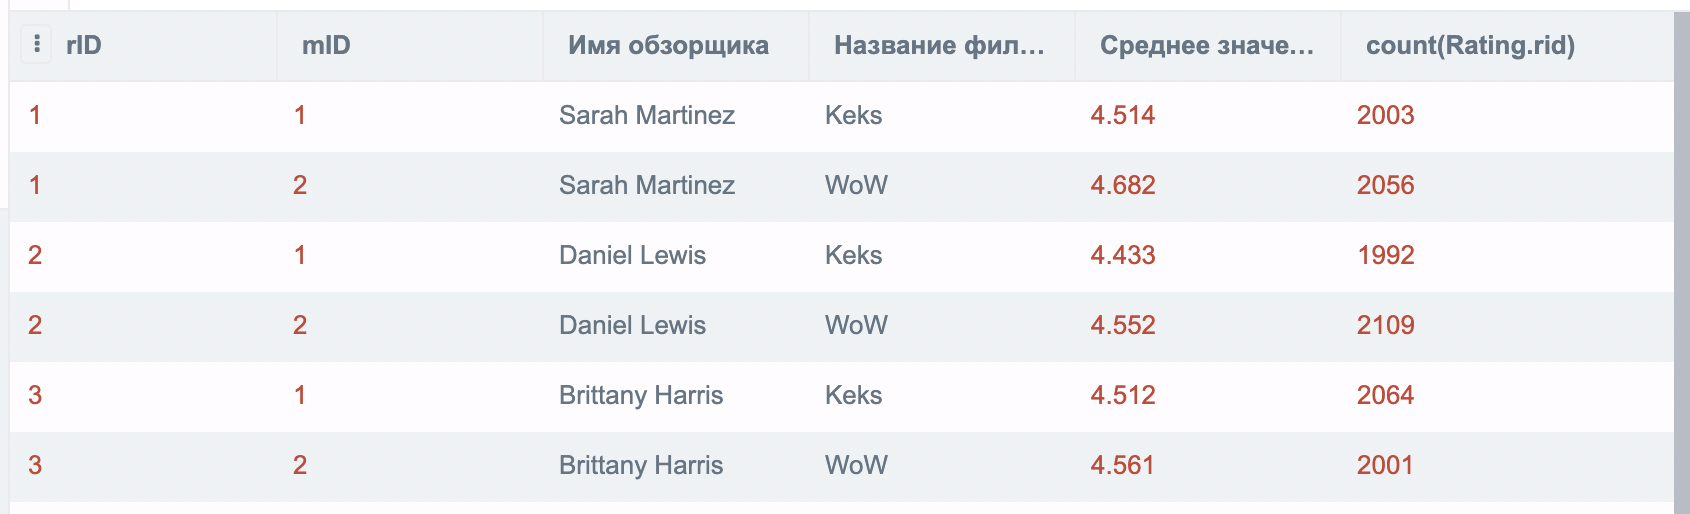 rID mID Имя обзорщика Название фил... Среднее значе... count(Rating.rid)
1 1 Sarah Martinez Keks 4.514 2003
1 2 Sarah Martinez WoW 4.682 2056
2 1 Daniel Lewis Keks 4.433 1992
2 2 Daniel Lewis WoW 4.552 2109
3 1 Brittany Harris Keks 4.512 2064
3 2 Brittany Harris WoW 4.561 2001